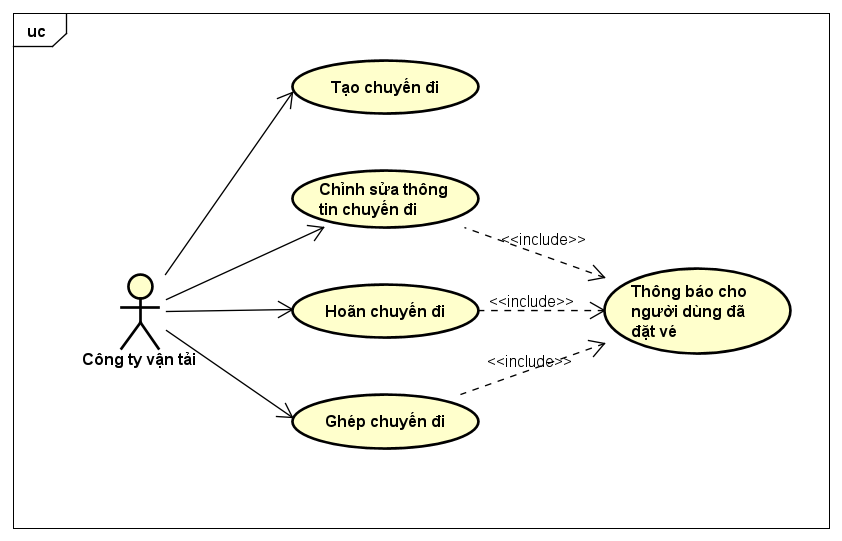 uc
Tạo chuyến đi
Chỉnh sửa thông
tin chuyến đi
<<include>>
Hoãn chuyến đi
<<include>>
Thông báo cho
người dùng đã
đặt vé
Công ty vận tải
<<include>>
Ghép chuyến đi